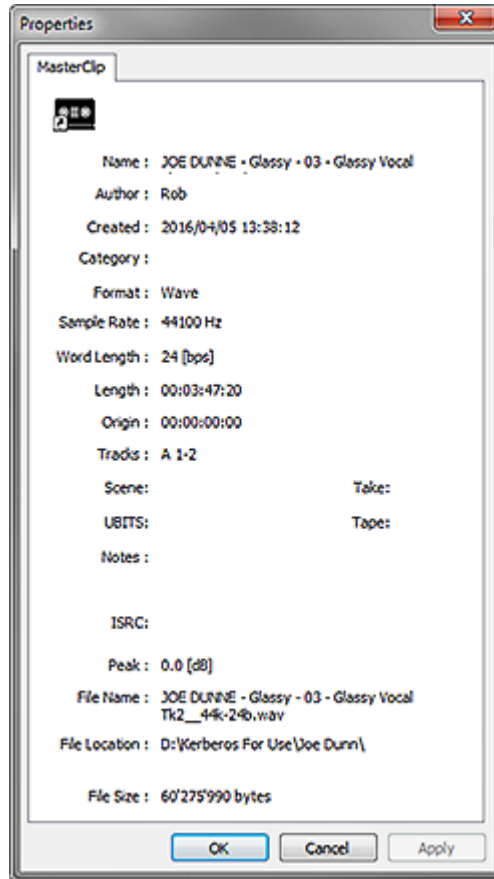 Properties
MasterClip
Name : JOE DUNNE - Glassy - 03 - Glassy Vocal
Author : Rob
Created : 2016/04/05 13:38:12
Category :
Format : Wave
Sample Rate : 44100 Hz
Word Length : 24 [bps]
Length : 00:03:47:20
Origin : 00:00:00:00
Tracks : A 1-2
Scene: Take:
UBITS: Tape:
Notes :
ISRC:
Peak : 0.0 [dB]
File Name : JOE DUNNE - Glassy - 03 - Glassy Vocal
Tk2__44k-24b.wav
File Location : D:\Kerberos For Use\Joe Dunn\
File Size : 60'275'990 bytes
OK Cancel Apply